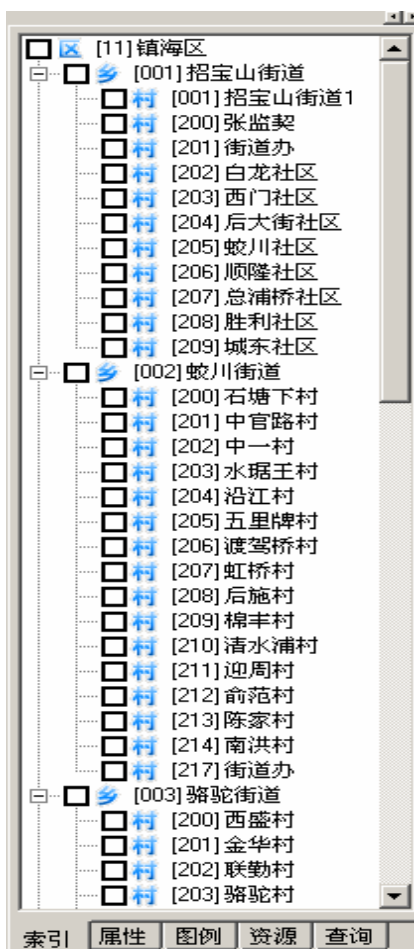 区 [11]镇海区
乡 [001]招宝山街道
村 [001]招宝山街道1
村 [200]张监契
村 [201]街道办
村 [202]白龙社区
村 [203]西门社区
村 [204]后大街社区
村 [205]蛟川社区
村 [206]顺隆社区
村 [207]总浦桥社区
村 [208]胜利社区
村 [209]城东社区
乡 [002]蛟川街道
村 [200]石塘下村
村 [201]中官路村
村 [202]中一村
村 [203]水琚王村
村 [204]沿江村
村 [205]五里牌村
村 [206]渡驾桥村
村 [207]虹桥村
村 [208]后施村
村 [209]棉丰村
村 [210]清水浦村
村 [211]迎周村
村 [212]俞范村
村 [213]陈家村
村 [214]南洪村
村 [217]街道办
乡 [003]骆驼街道
村 [200]西盛村
村 [201]金华村
村 [202]联勤村
村 [203]骆驼村
索引 属性 图例 资源 查询